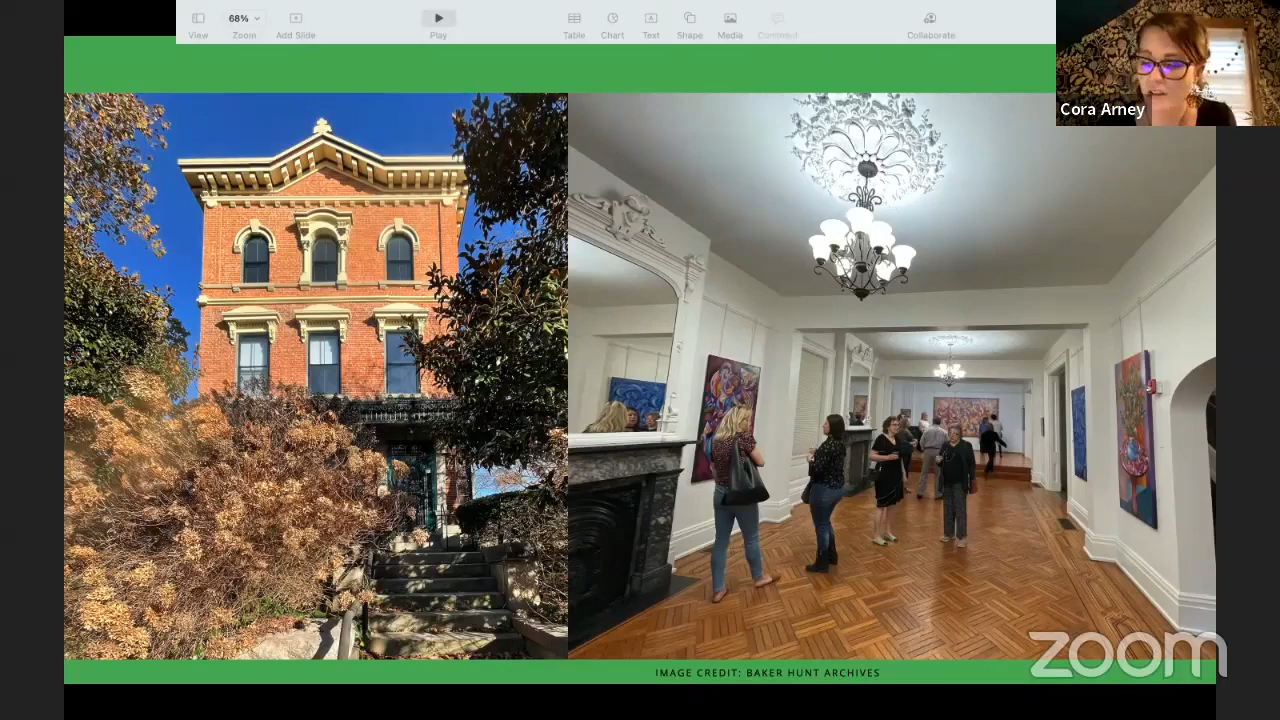 68%
View
Zoom
Add Slide
Play
Table
Chart
Text
Shape
Media
Comment
Collaborate
Cora Arney
IMAGE CREDIT: BAKER HUNT ARCHIVES
zoom